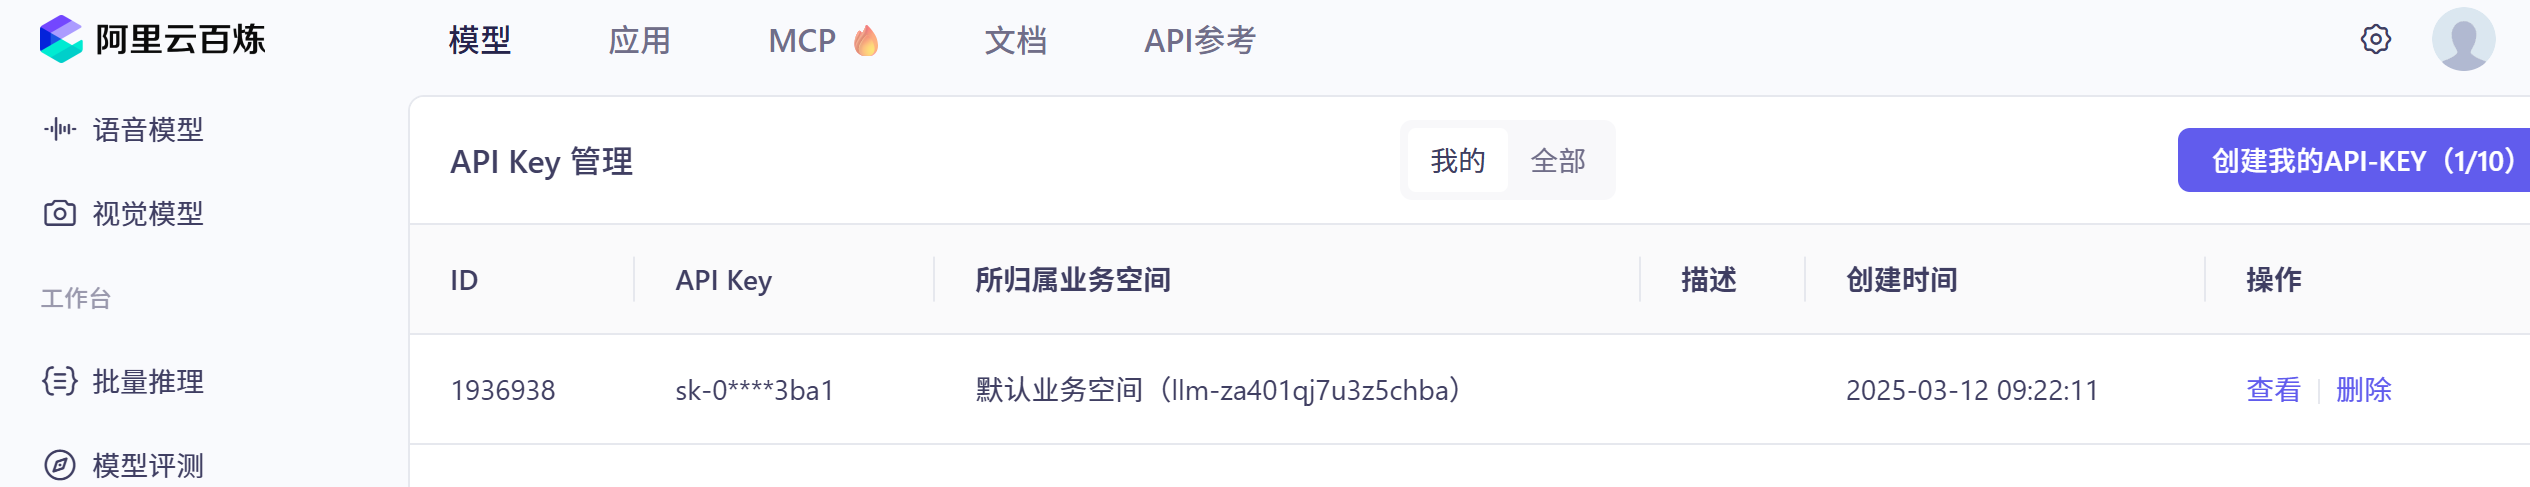 阿里云百炼
模型
应用
MCP
文档
API参考
语音模型
视觉模型
工作台
批量推理
模型评测
API Key 管理
我的
全部
创建我的API-KEY（1/10）
ID
API Key
所归属业务空间
描述
创建时间
操作
1936938
sk-0****3ba1
默认业务空间（llm-za401qj7u3z5chba）
2025-03-12 09:22:11
查看
删除